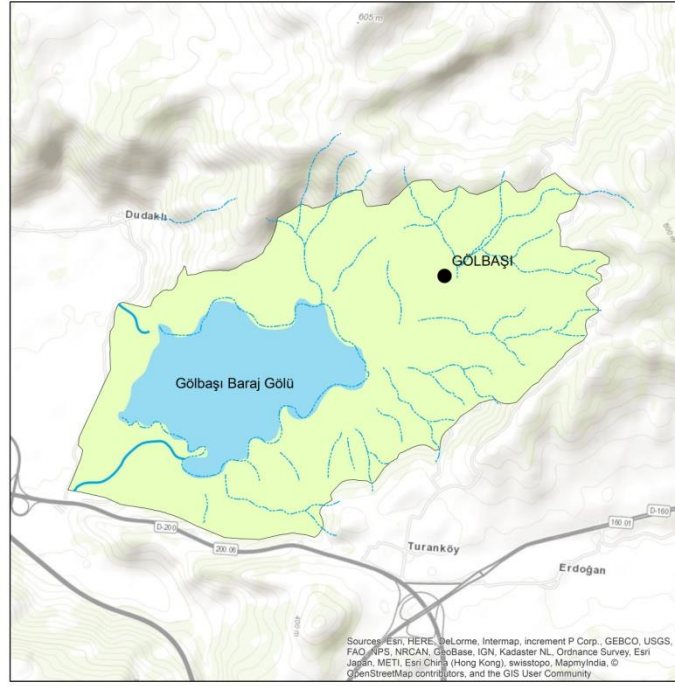 605 m
Dudaklı
GÖLBAŞI
600 m
Gölbaşı Baraj Gölü
D-200
200 06
D-160
160 01
Turanköy
Erdoğan
400 m
Sources: Esri, HERE, DeLorme, Intermap, increment P Corp., GEBCO, USGS,
FAO, NPS, NRCAN, GeoBase, IGN, Kadaster NL, Ordnance Survey, Esri
Japan, METI, Esri China (Hong Kong), swisstopo, MapmyIndia, ©
OpenStreetMap contributors, and the GIS User Community